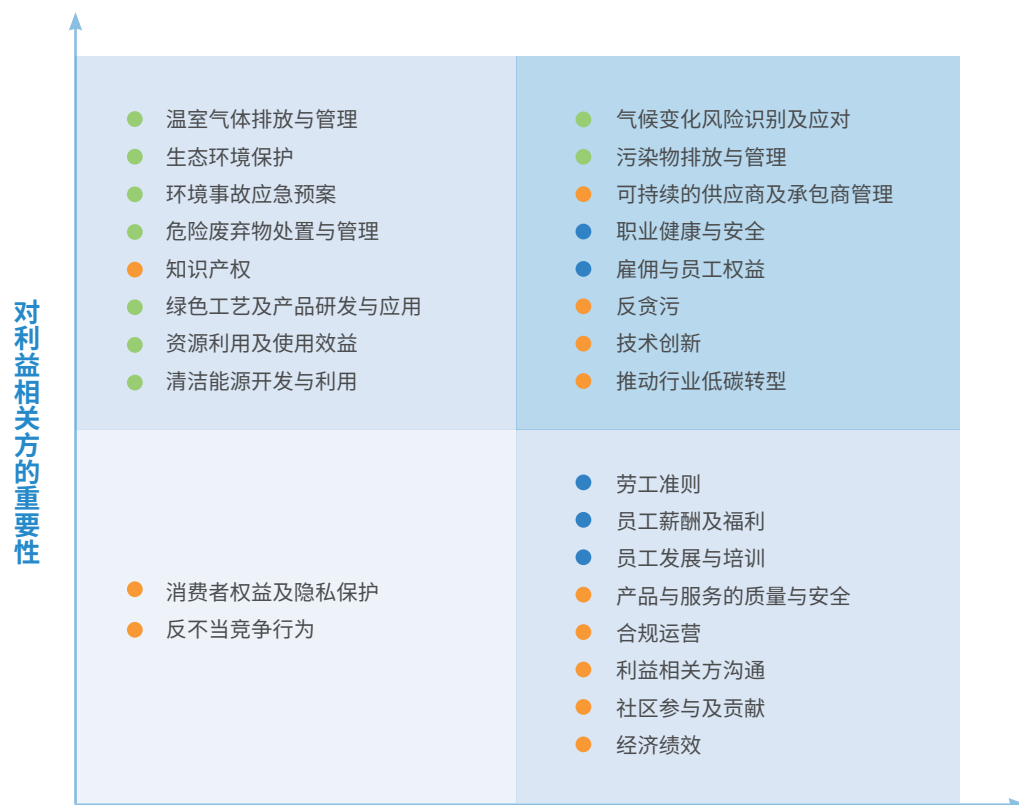 对利益相关方的重要性
温室气体排放与管理
生态环境保护
环境事故应急预案
危险废弃物处置与管理
知识产权
绿色工艺及产品研发与应用
资源利用及使用效益
清洁能源开发与利用
气候变化风险识别及应对
污染物排放与管理
可持续的供应商及承包商管理
职业健康与安全
雇佣与员工权益
反贪污
技术创新
推动行业低碳转型
消费者权益及隐私保护
反不当竞争行为
劳工准则
员工薪酬及福利
员工发展与培训
产品与服务的质量与安全
合规运营
利益相关方沟通
社区参与及贡献
经济绩效